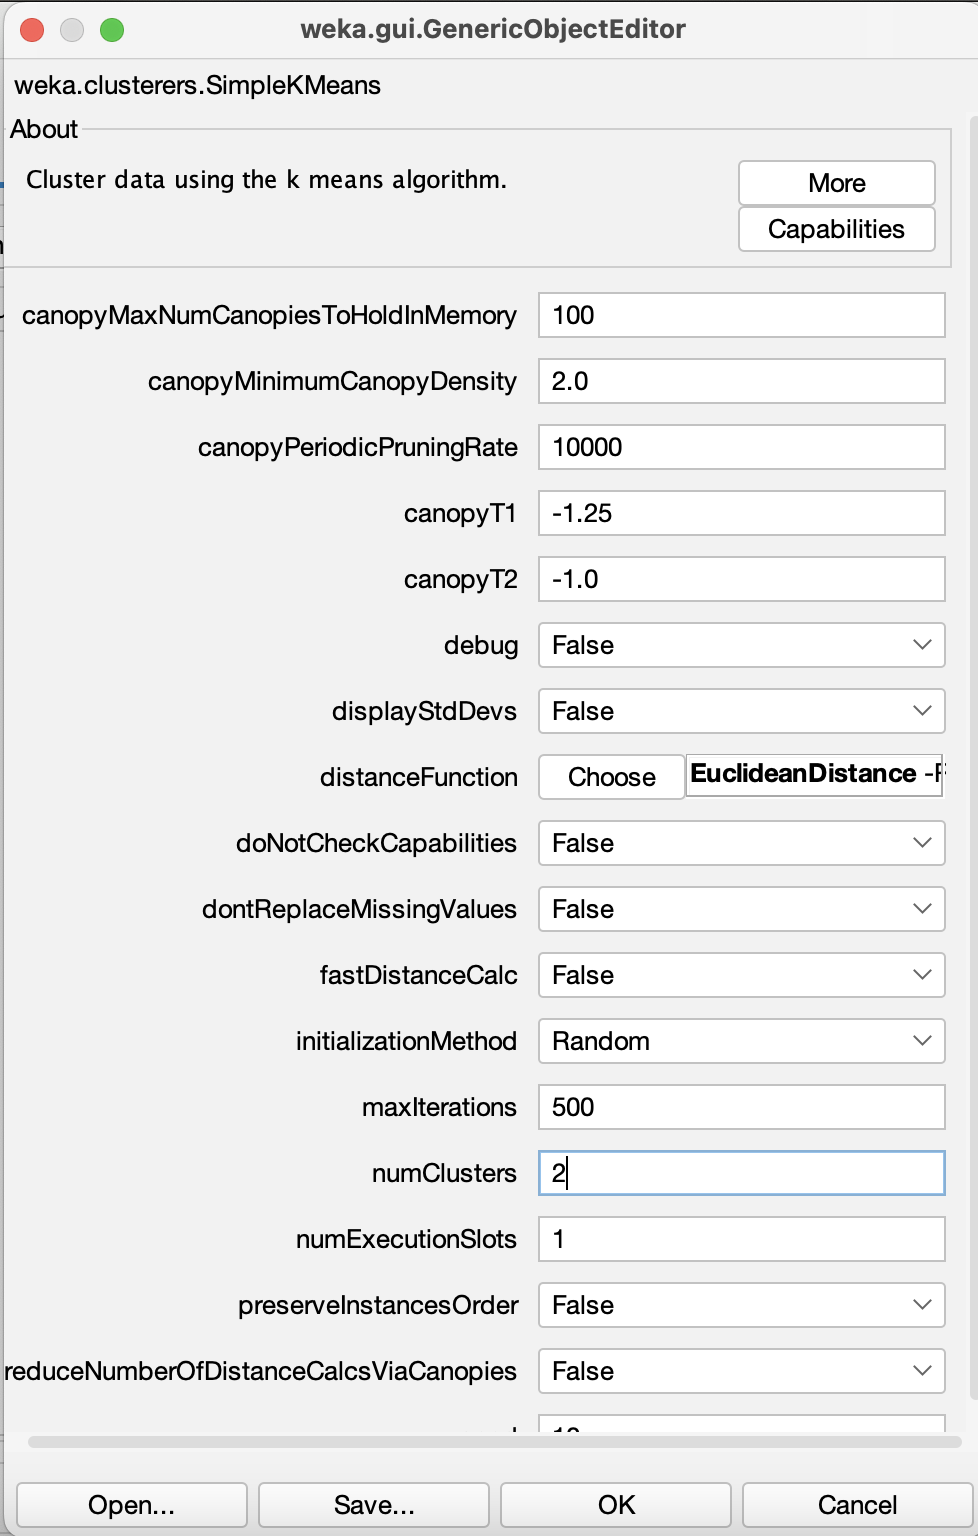 weka.gui.GenericObjectEditor
weka.clusterers.SimpleKMeans
About
Cluster data using the k means algorithm.
More
Capabilities
canopyMaxNumCanopiesToHoldInMemory 100
canopyMinimumCanopyDensity 2.0
canopyPeriodicPruningRate 10000
canopyT1 -1.25
canopyT2 -1.0
debug False
displayStdDevs False
distanceFunction Choose EuclideanDistance -R
doNotCheckCapabilities False
dontReplaceMissingValues False
fastDistanceCalc False
initializationMethod Random
maxIterations 500
numClusters 2
numExecutionSlots 1
preserveInstancesOrder False
reduceNumberOfDistanceCalcsViaCanopies False
Open... Save... OK Cancel